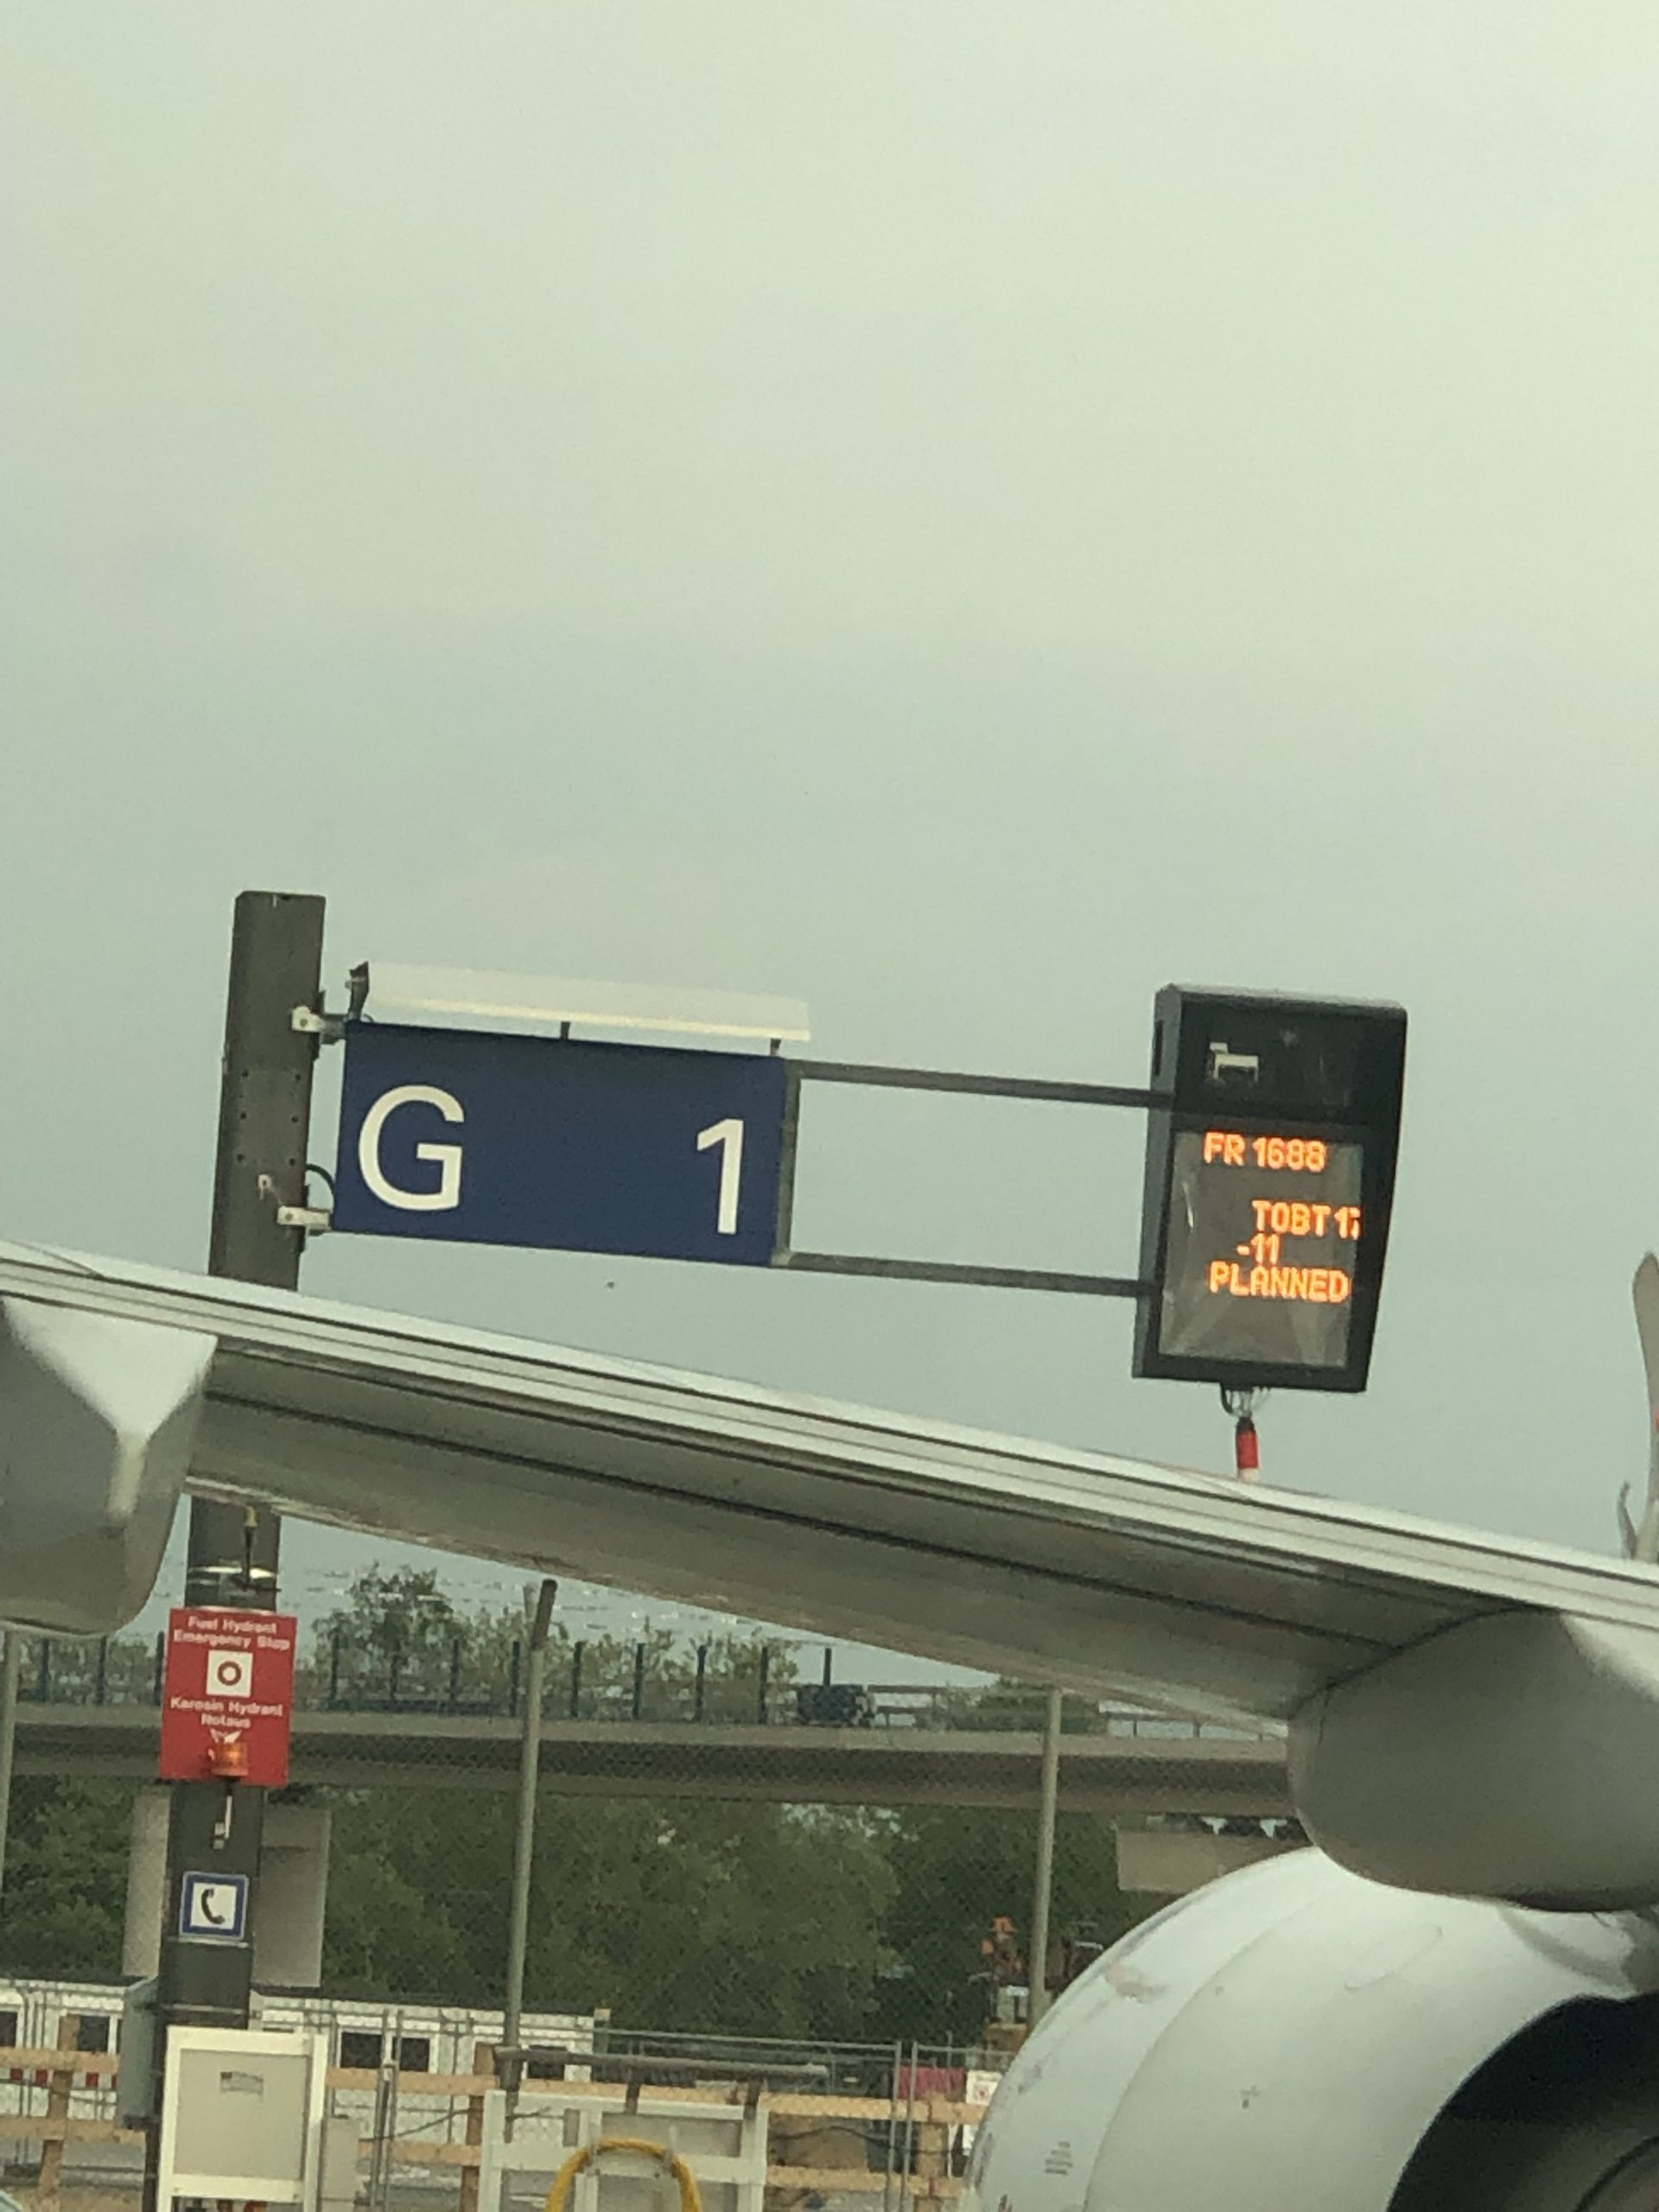 G 1
FR 1688
TOBT 17
-11
PLANNED
Fuel Hydrant
Emergency Stop
Kerosin Hydrant
Notaus